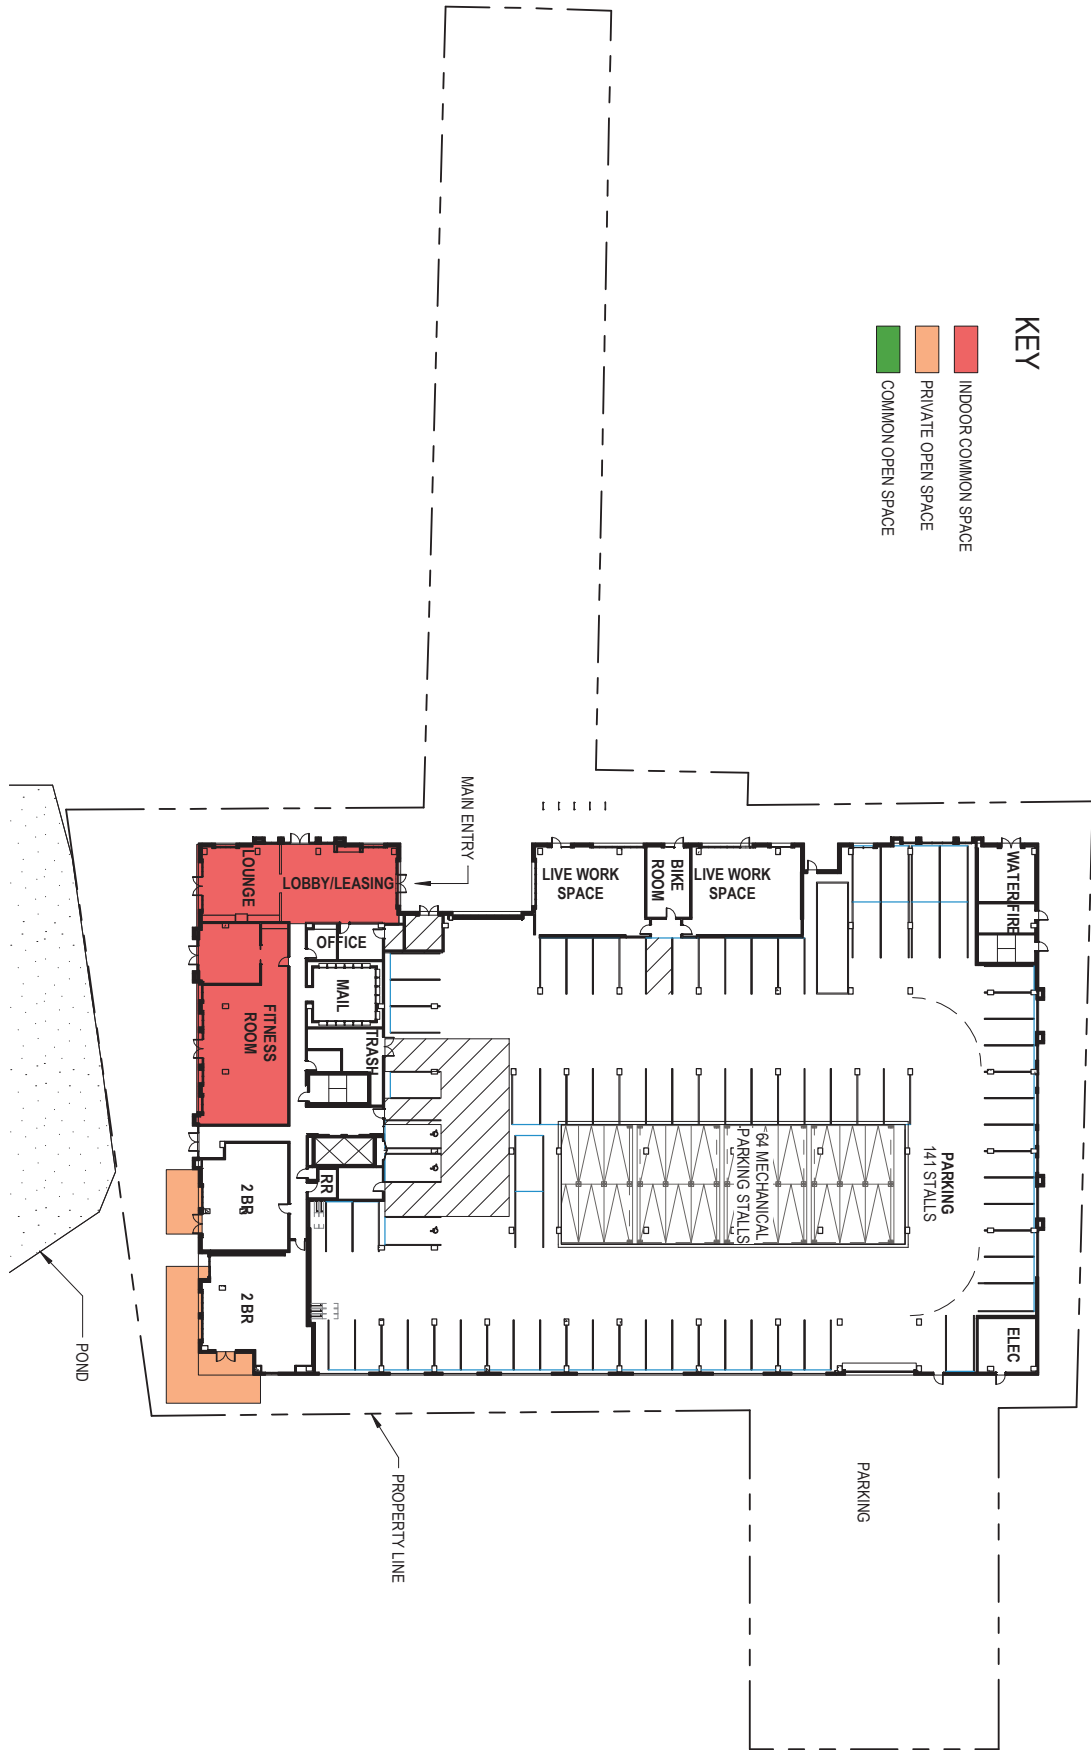 KEY
INDOOR COMMON SPACE
PRIVATE OPEN SPACE
COMMON OPEN SPACE
MAIN ENTRY
LOUNGE
LOBBY/LEASING
LIVE WORK
SPACE
BIKE
ROOM
LIVE WORK
SPACE
WATER/FIRE
OFFICE
MAIL
FITNESS
ROOM
TRASH
64 MECHANICAL
PARKING STALLS
PARKING
141 STALLS
RR
2 BR
2 BR
ELEC
POND
PROPERTY LINE
PARKING